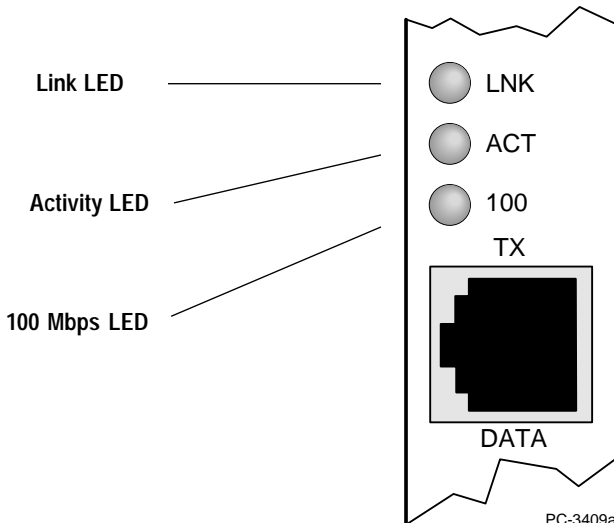 Link LED
LNK
Activity LED
ACT
100 Mbps LED
100
TX
DATA
PC-3409a